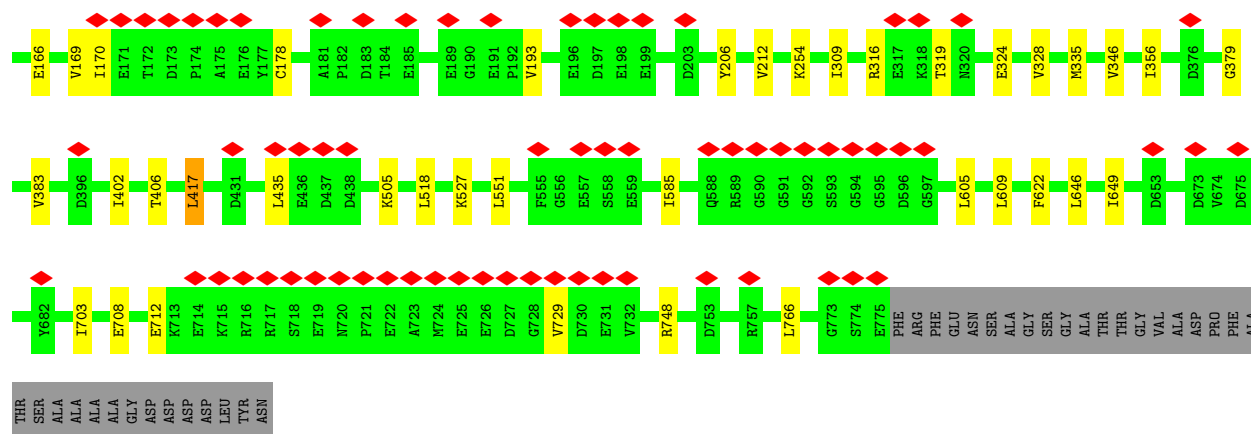 E166 V169 I170 E171 T172 D173 P174 A175 E176 Y177 C178 A181 P182 D183 T184 E185 E189 G190 E191 P192 V193 E196 D197 E198 E199 D203 Y206 V212 K254 I309 R316 E317 K318 T319 N320 E324 V328 M335 V346 I356 D376 G379
V383 D396 I402 T406 L417 D431 L435 E436 D437 D438 K505 L518 K527 L551 F555 G556 E557 S558 E559 I585 Q588 R589 G590 G591 G592 S593 G594 G595 D596 G597 L605 L609 F622 L646 I649 D653 D673 V674 D675
Y682 I703 E708 E712 K713 E714 K715 R716 R717 S718 E719 N720 P721 E722 A723 M724 E725 E726 D727 G728 V729 D730 E731 V732 R748 D753 R757 L766 G773 S774 E775 PHE ARG PHE GLU ASN SER ALA GLY SER GLY ALA THR THR GLY VAL ALA ASP PRO PHE ALA
THR SER ALA ALA ALA ALA GLY ASP ASP ASP ASP LEU TYR ASN